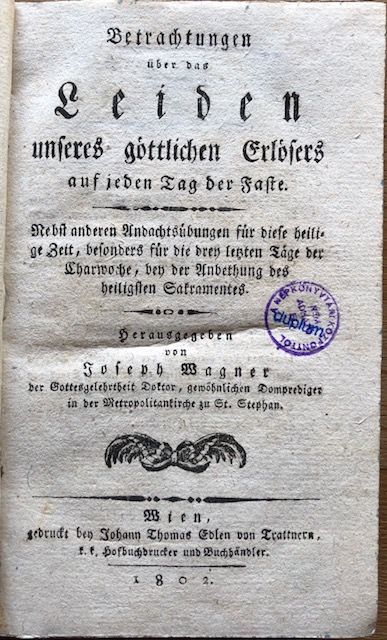 Betrachtungen
über das
Leiden
unseres göttlichen Erlösers
auf jeden Tag der Faste.
Nebst anderen Andachtsübungen für diese heili-
ge Zeit, besonders für die drey letzten Täge der
Charwoche, bey der Anbethung des
heiligsten Sakramentes.
NÉPKÖNYVTÁRI KÖZPONTTÓL
duplum
Herausgegeben
von
Joseph Wagner
der Gottesgelehrtheit Doktor, gewöhnlichen Domprediger
in der Metropolitankirche zu St. Stephan.
Wien,
gedruckt bey Johann Thomas Edlen von Trattnern,
k. k. Hofbuchdrucker und Buchhändler.
1802.